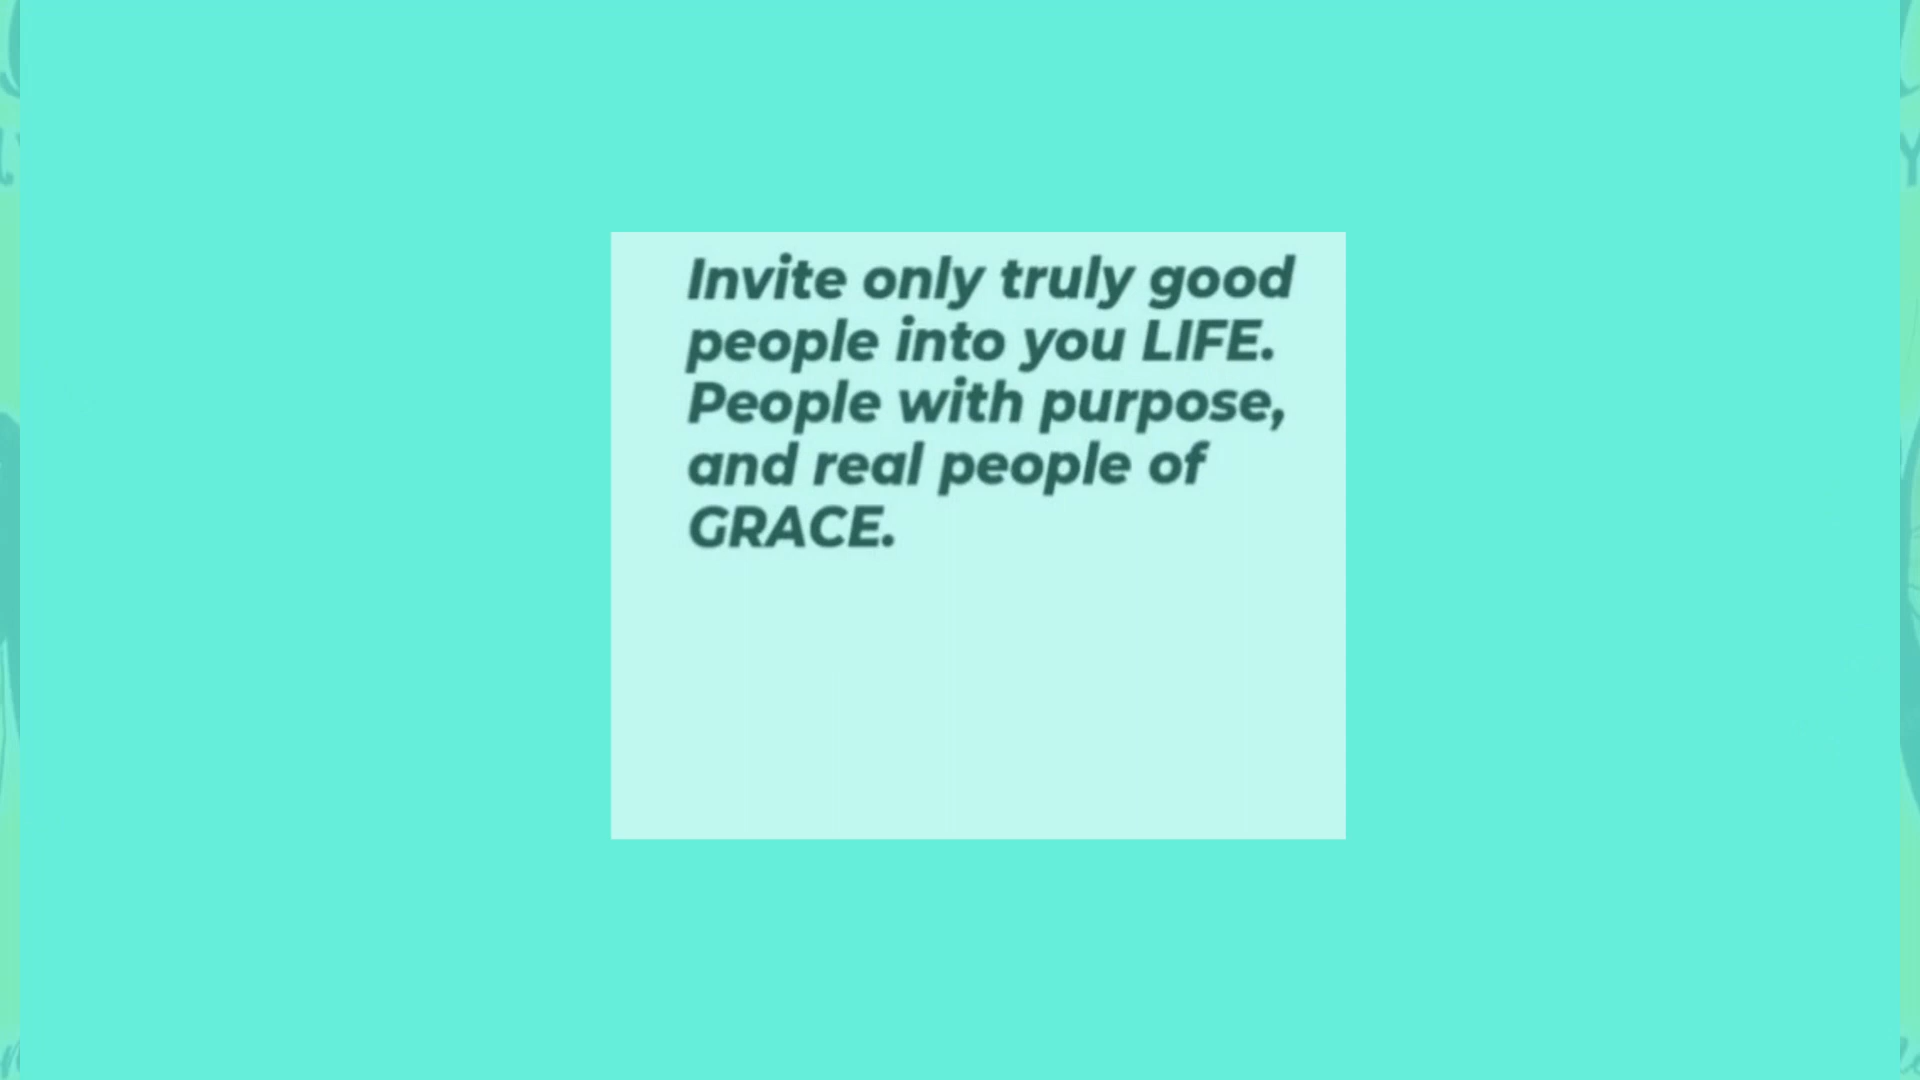 Invite only truly good
people into you LIFE.
People with purpose,
and real people of
GRACE.